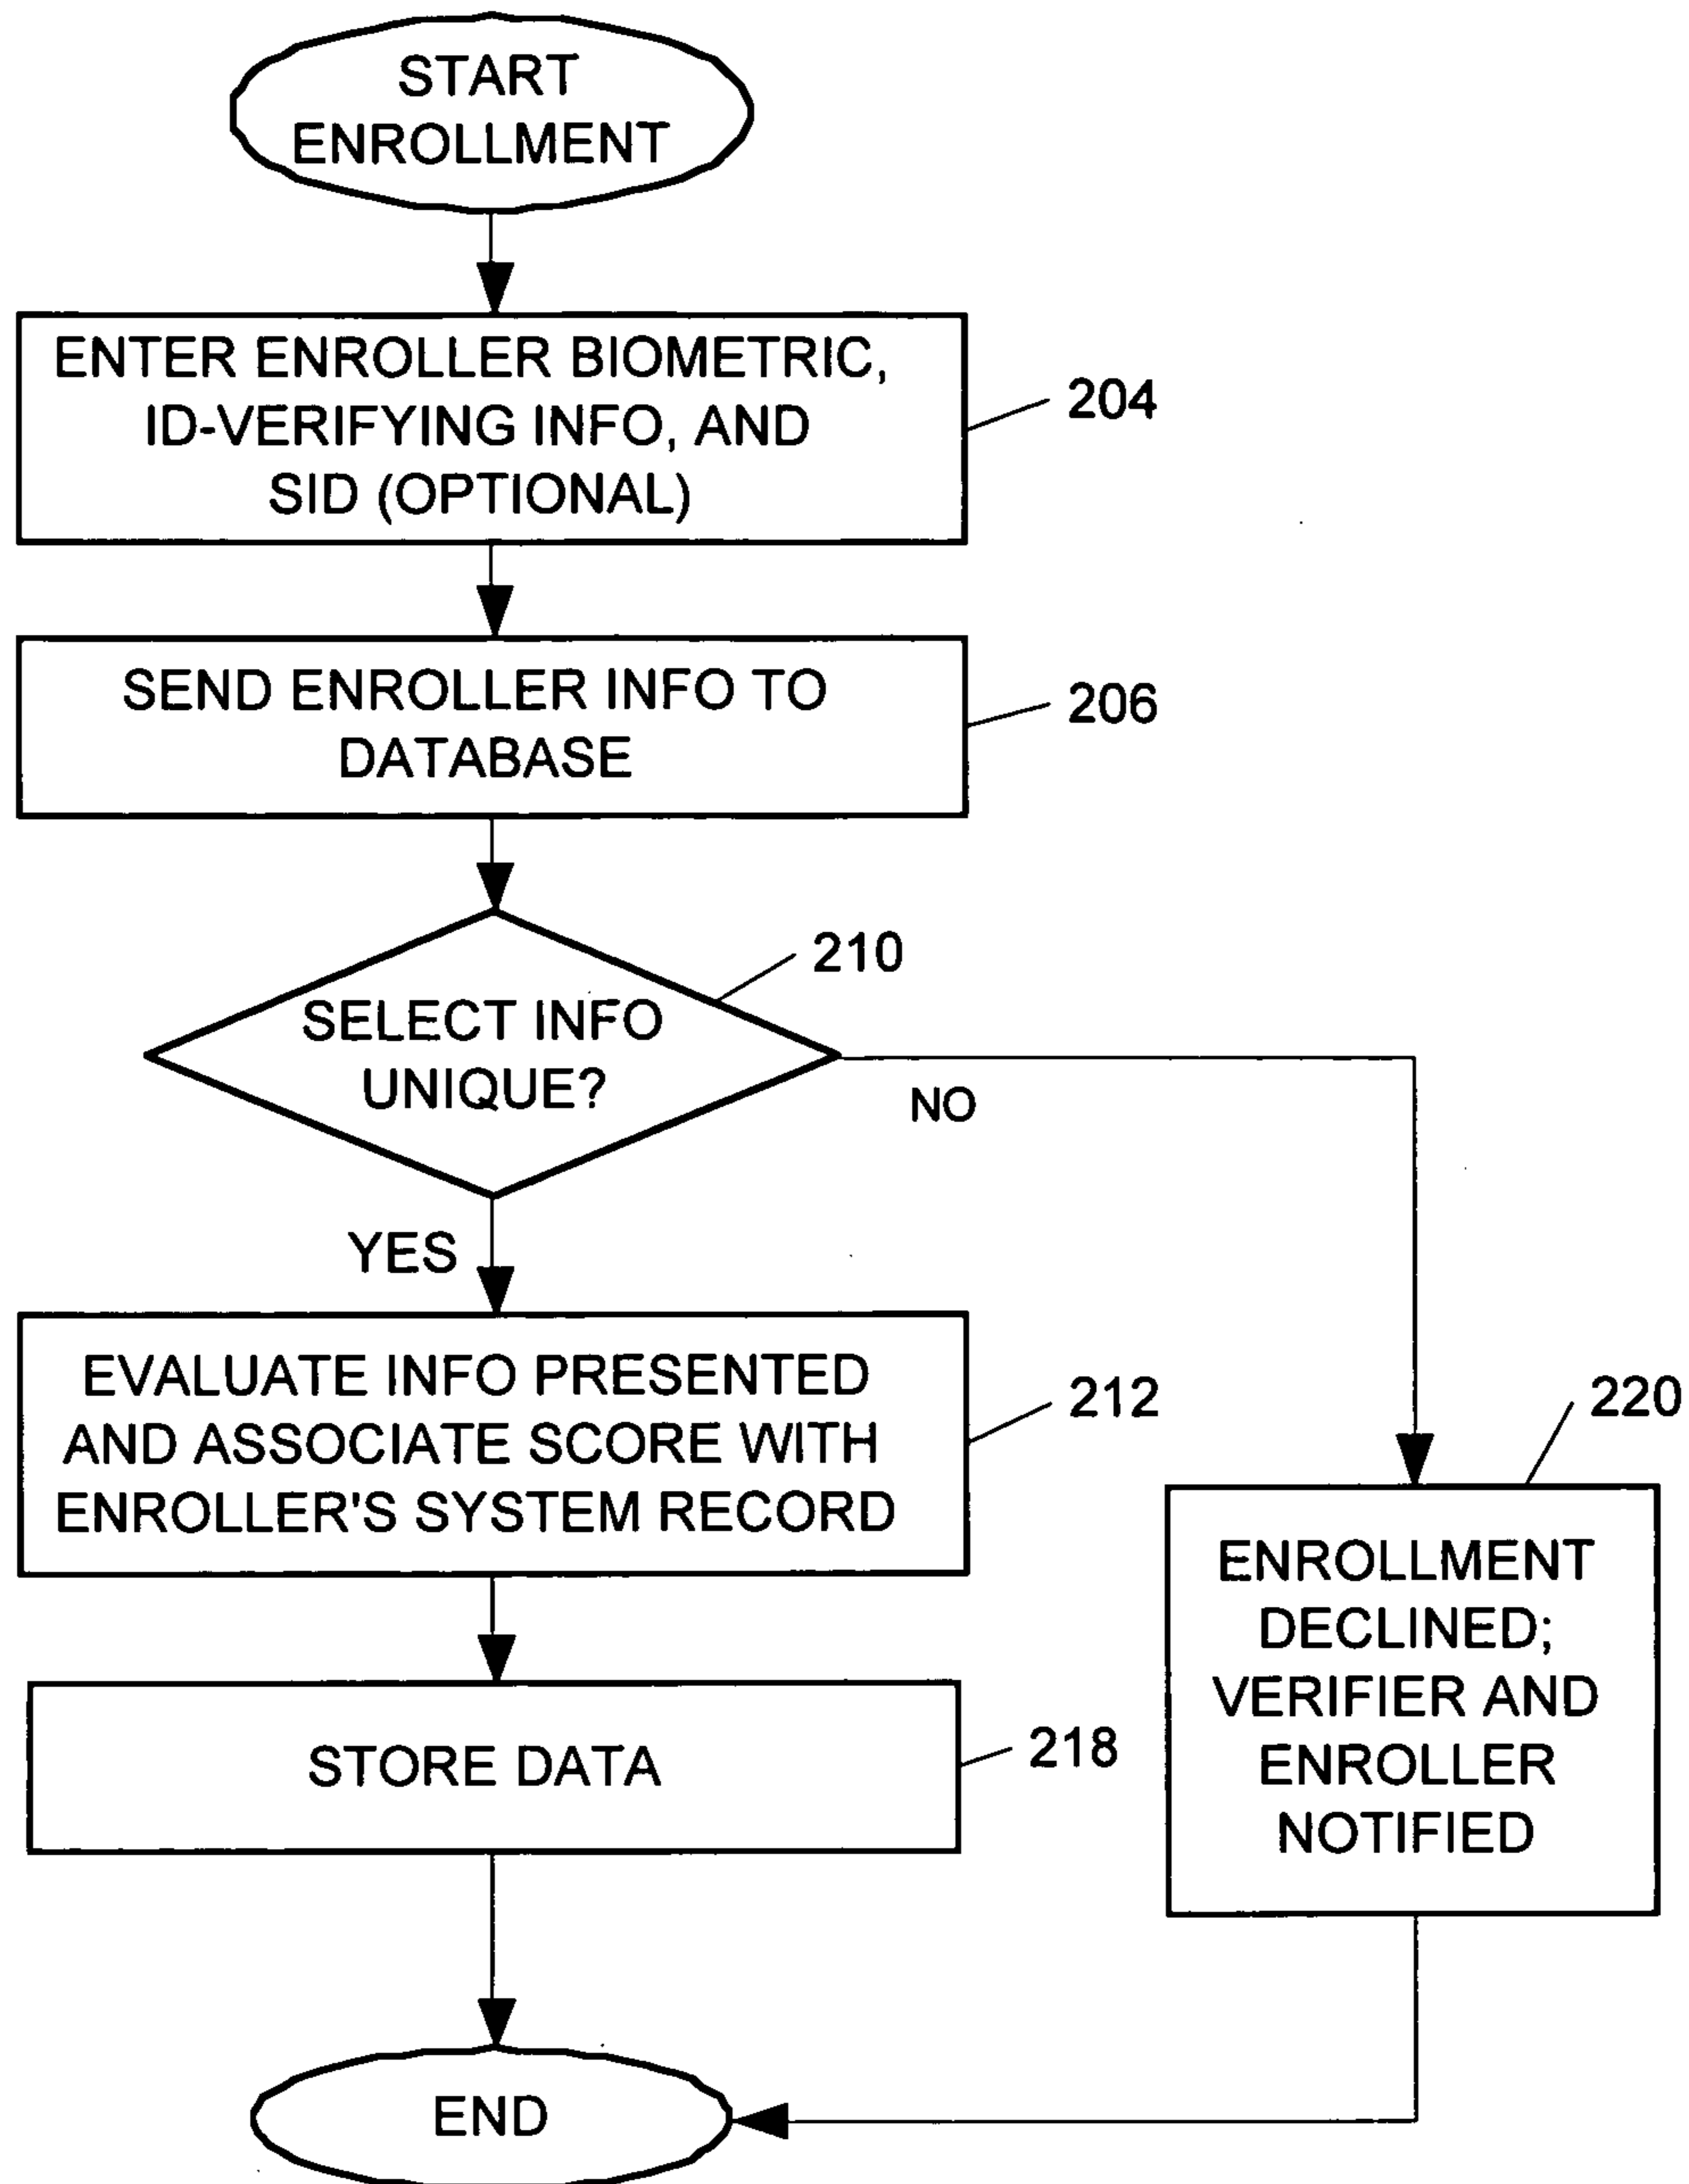 START
ENROLLMENT
ENTER ENROLLER BIOMETRIC,
ID-VERIFYING INFO, AND
SID (OPTIONAL)
204
SEND ENROLLER INFO TO
DATABASE
206
210
SELECT INFO
UNIQUE?
NO
YES
EVALUATE INFO PRESENTED
AND ASSOCIATE SCORE WITH
ENROLLER'S SYSTEM RECORD
212
220
ENROLLMENT
DECLINED;
VERIFIER AND
ENROLLER
NOTIFIED
STORE DATA
218
END